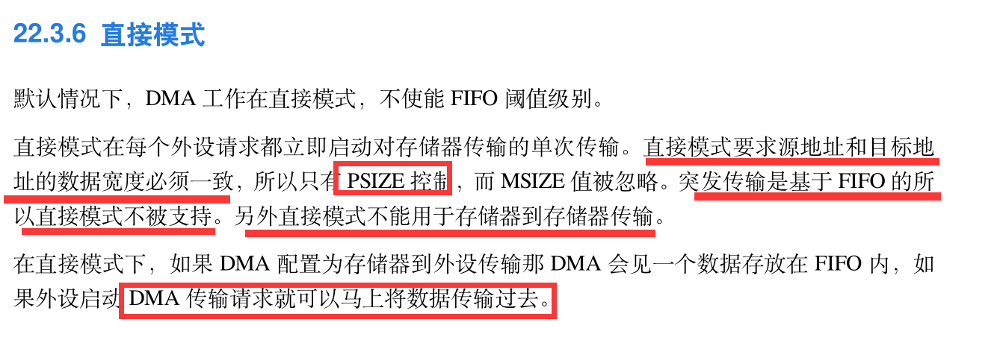 22.3.6 直接模式
默认情况下，DMA 工作在直接模式，不使能 FIFO 阈值级别。
直接模式在每个外设请求都立即启动对存储器传输的单次传输。直接模式要求源地址和目标地
址的数据宽度必须一致，所以只有 PSIZE 控制，而 MSIZE 值被忽略。突发传输是基于 FIFO 的所
以直接模式不被支持。另外直接模式不能用于存储器到存储器传输。
在直接模式下，如果 DMA 配置为存储器到外设传输那 DMA 会见一个数据存放在 FIFO 内，如
果外设启动 DMA 传输请求就可以马上将数据传输过去。